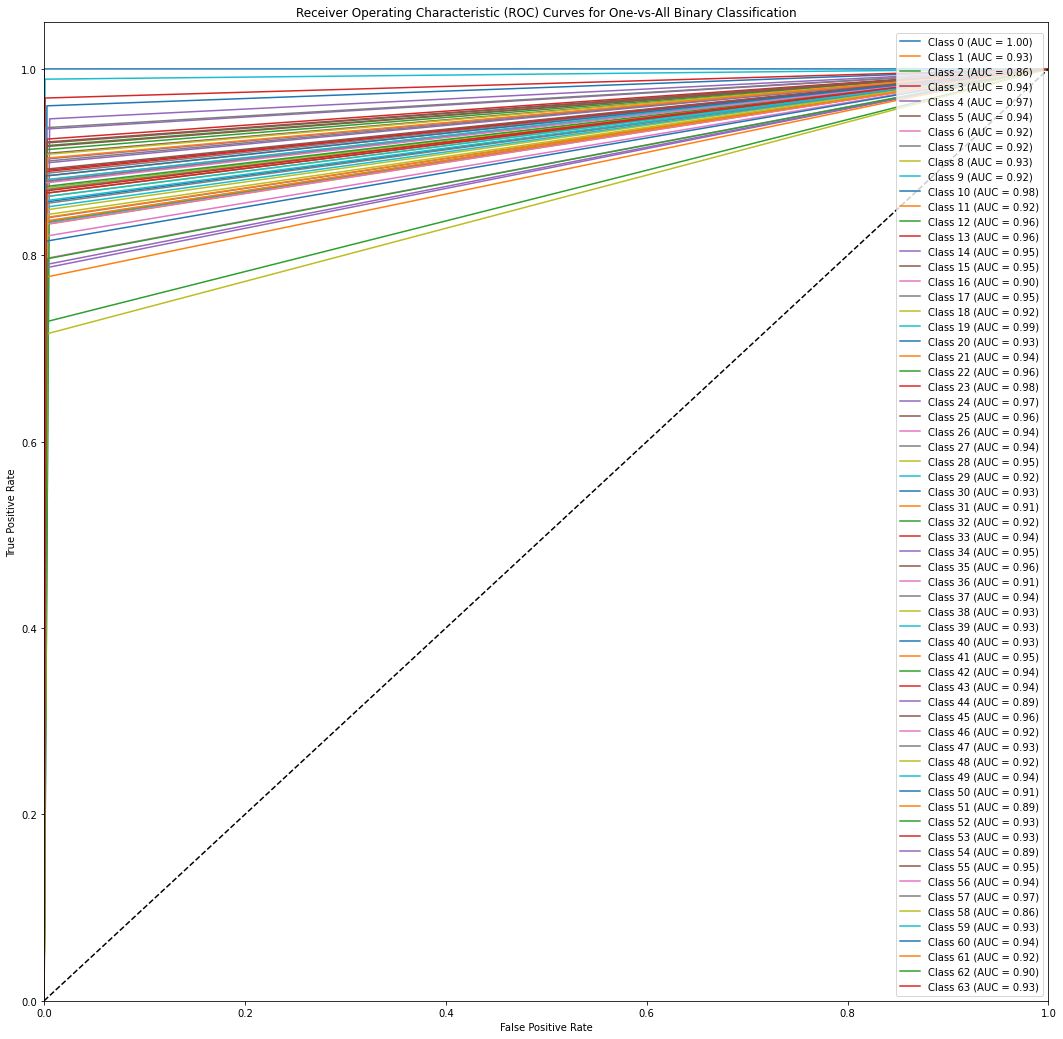 Receiver Operating Characteristic (ROC) Curves for One-vs-All Binary Classification
1.0
0.8
0.6
0.4
0.2
0.0
True Positive Rate
0.0
0.2
0.4
0.6
0.8
1.0
False Positive Rate
Class 0 (AUC = 1.00)
Class 1 (AUC = 0.93)
Class 2 (AUC = 0.86)
Class 3 (AUC = 0.94)
Class 4 (AUC = 0.97)
Class 5 (AUC = 0.94)
Class 6 (AUC = 0.92)
Class 7 (AUC = 0.92)
Class 8 (AUC = 0.93)
Class 9 (AUC = 0.92)
Class 10 (AUC = 0.98)
Class 11 (AUC = 0.92)
Class 12 (AUC = 0.96)
Class 13 (AUC = 0.96)
Class 14 (AUC = 0.95)
Class 15 (AUC = 0.95)
Class 16 (AUC = 0.90)
Class 17 (AUC = 0.95)
Class 18 (AUC = 0.92)
Class 19 (AUC = 0.99)
Class 20 (AUC = 0.93)
Class 21 (AUC = 0.94)
Class 22 (AUC = 0.96)
Class 23 (AUC = 0.98)
Class 24 (AUC = 0.97)
Class 25 (AUC = 0.96)
Class 26 (AUC = 0.94)
Class 27 (AUC = 0.94)
Class 28 (AUC = 0.95)
Class 29 (AUC = 0.92)
Class 30 (AUC = 0.93)
Class 31 (AUC = 0.91)
Class 32 (AUC = 0.92)
Class 33 (AUC = 0.94)
Class 34 (AUC = 0.95)
Class 35 (AUC = 0.96)
Class 36 (AUC = 0.91)
Class 37 (AUC = 0.94)
Class 38 (AUC = 0.93)
Class 39 (AUC = 0.93)
Class 40 (AUC = 0.93)
Class 41 (AUC = 0.95)
Class 42 (AUC = 0.94)
Class 43 (AUC = 0.94)
Class 44 (AUC = 0.89)
Class 45 (AUC = 0.96)
Class 46 (AUC = 0.92)
Class 47 (AUC = 0.93)
Class 48 (AUC = 0.92)
Class 49 (AUC = 0.94)
Class 50 (AUC = 0.91)
Class 51 (AUC = 0.89)
Class 52 (AUC = 0.93)
Class 53 (AUC = 0.93)
Class 54 (AUC = 0.89)
Class 55 (AUC = 0.95)
Class 56 (AUC = 0.94)
Class 57 (AUC = 0.97)
Class 58 (AUC = 0.86)
Class 59 (AUC = 0.93)
Class 60 (AUC = 0.94)
Class 61 (AUC = 0.92)
Class 62 (AUC = 0.90)
Class 63 (AUC = 0.93)